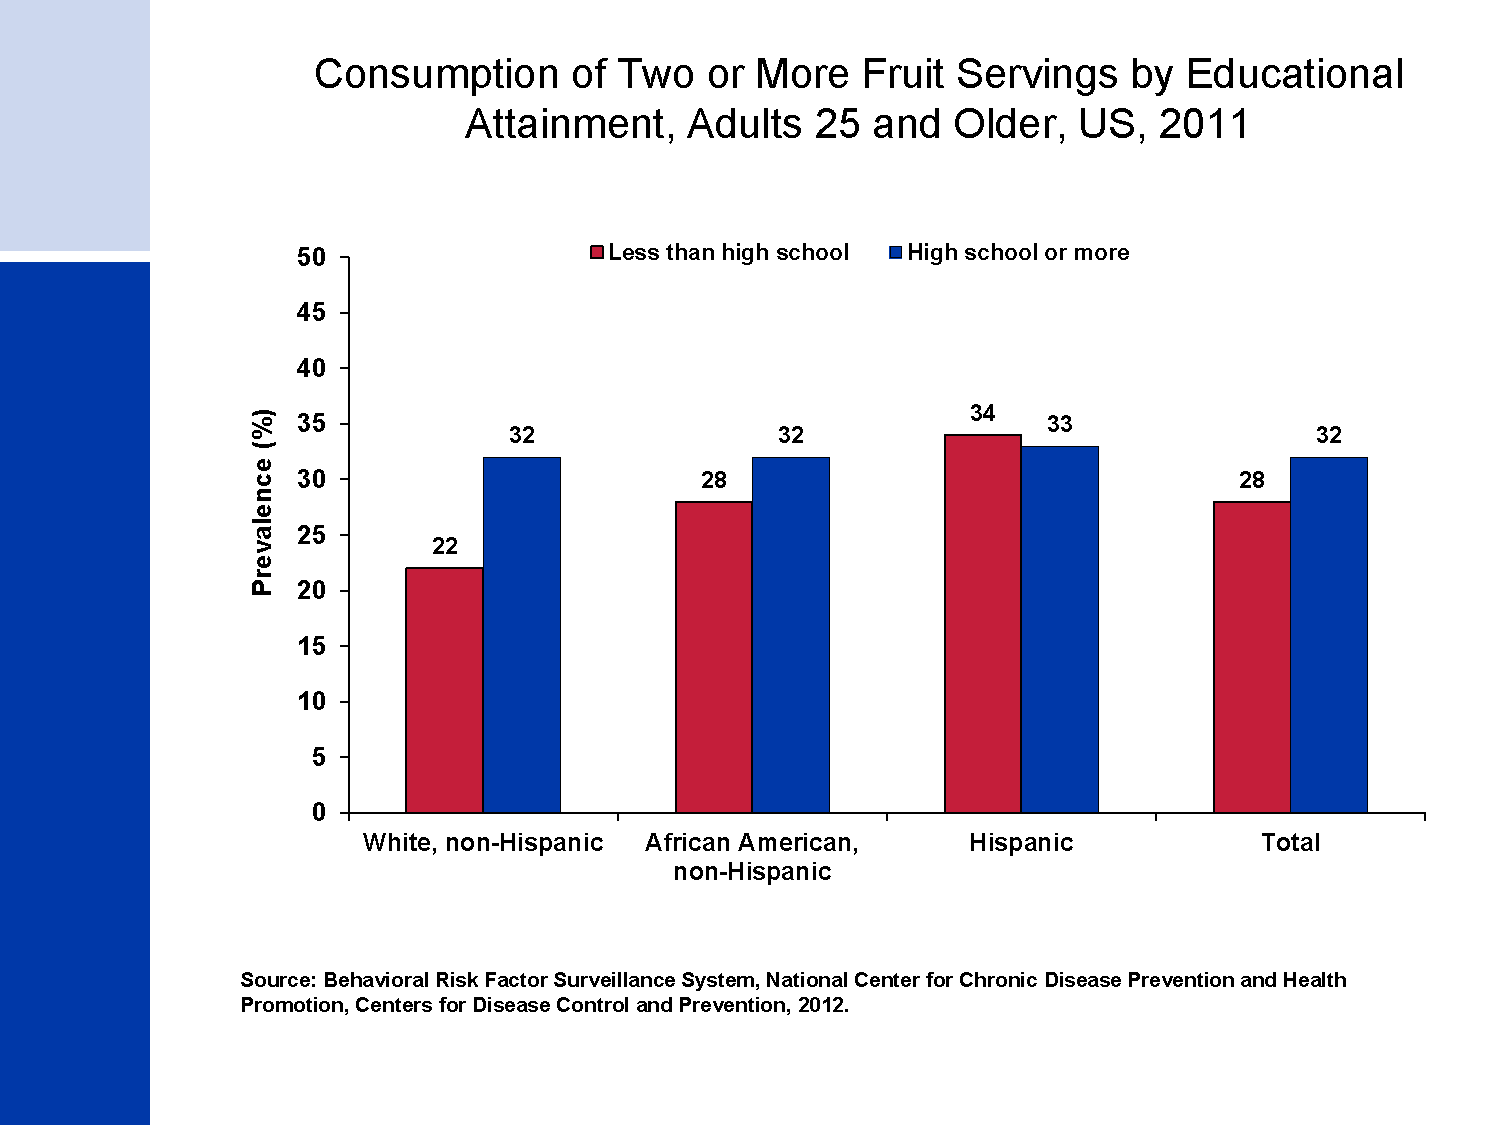 Consumption of Two or More Fruit Servings by Educational
Attainment, Adults 25 and Older, US, 2011
Less than high school
High school or more
Prevalence (%)
50
45
40
35
30
25
20
15
10
5
0
22
32
28
32
34
33
28
32
White, non-Hispanic
African American,
non-Hispanic
Hispanic
Total
Source: Behavioral Risk Factor Surveillance System, National Center for Chronic Disease Prevention and Health
Promotion, Centers for Disease Control and Prevention, 2012.